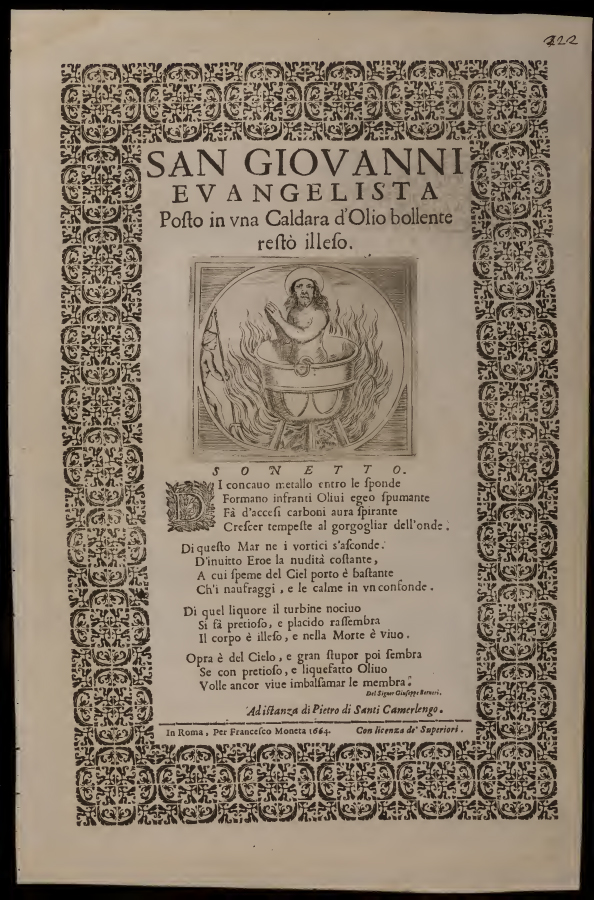 322
SAN GIOVANNI
EVANGELISTA
Poſto in vna Caldara d'Olio bollente
reſtò illeſo.
SONETTO.
DI concauo metallo entro le ſponde
Formano infranti Oliui egeo ſpumante
Fà d'acceſi carboni aura ſpirante
Creſcer tempeſte al gorgogliar dell'onde;
Di queſto Mar ne i vortici s'aſconde.
D'inuitto Eroe la nudità coſtante,
A cui ſpeme del Ciel porto è baſtante
Ch'i naufraggi, e le calme in vn confonde.
Di quel liquore il turbine nociuo
Si fà pretioſo, e placido raſſembra
Il corpo è illeſo, e nella Morte è viuo.
Opra è del Cielo, e gran ſtupor poi ſembra
Se con pretioſo, e liquefatto Oliuo
Volle ancor viue imbalſamar le membra.
Del Signor Giuſeppe Berneri.
Ad iſtanza di Pietro di Santi Camerlengo.
In Roma, Per Franceſco Moneta 1664. Con licenza de' Superiori.